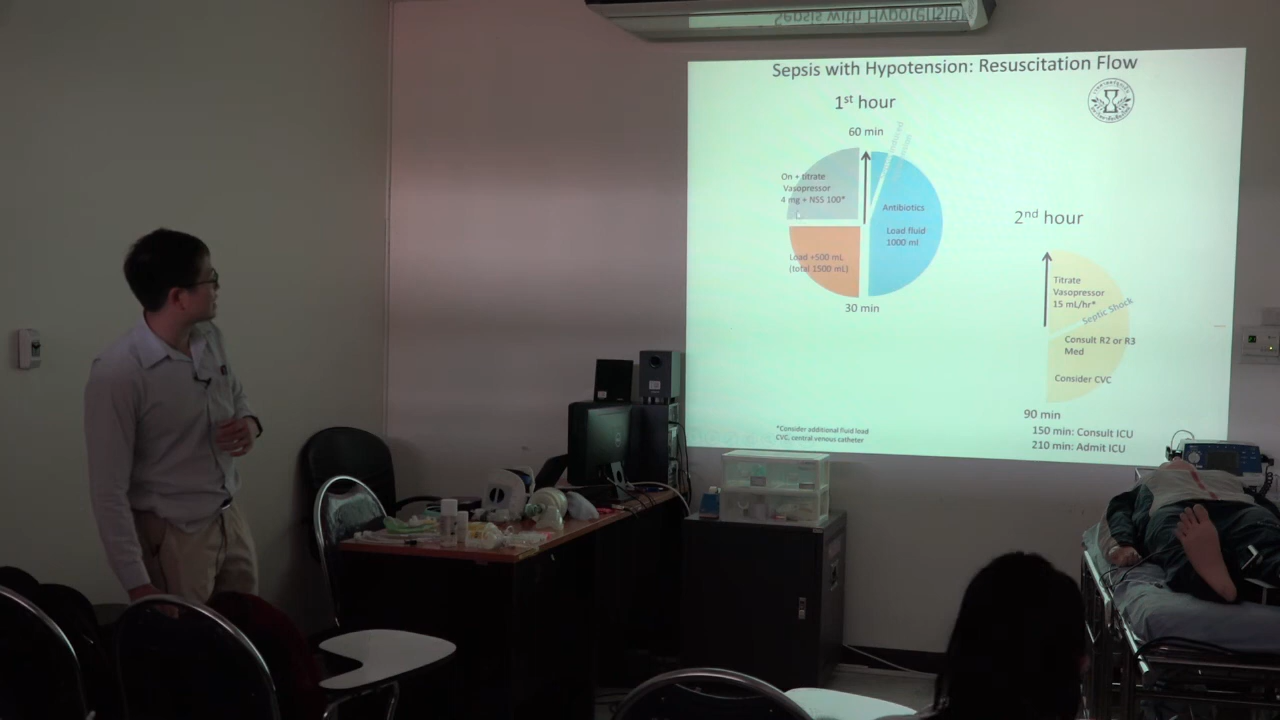 Sepsis with Hypotension: Resuscitation Flow
1st hour
60 min
On + titrate
Vasopressor
4 mg + NSS 100*
Antibiotics
Load fluid
1000 ml
Load +500 mL
(total 1500 mL)
30 min
2nd hour
Titrate
Vasopressor
15 mL/hr*
Septic Shock
Consult R2 or R3
Med
Consider CVC
90 min
150 min: Consult ICU
210 min: Admit ICU
*Consider additional fluid load
CVC, central venous catheter
Sepsis with Hypotension